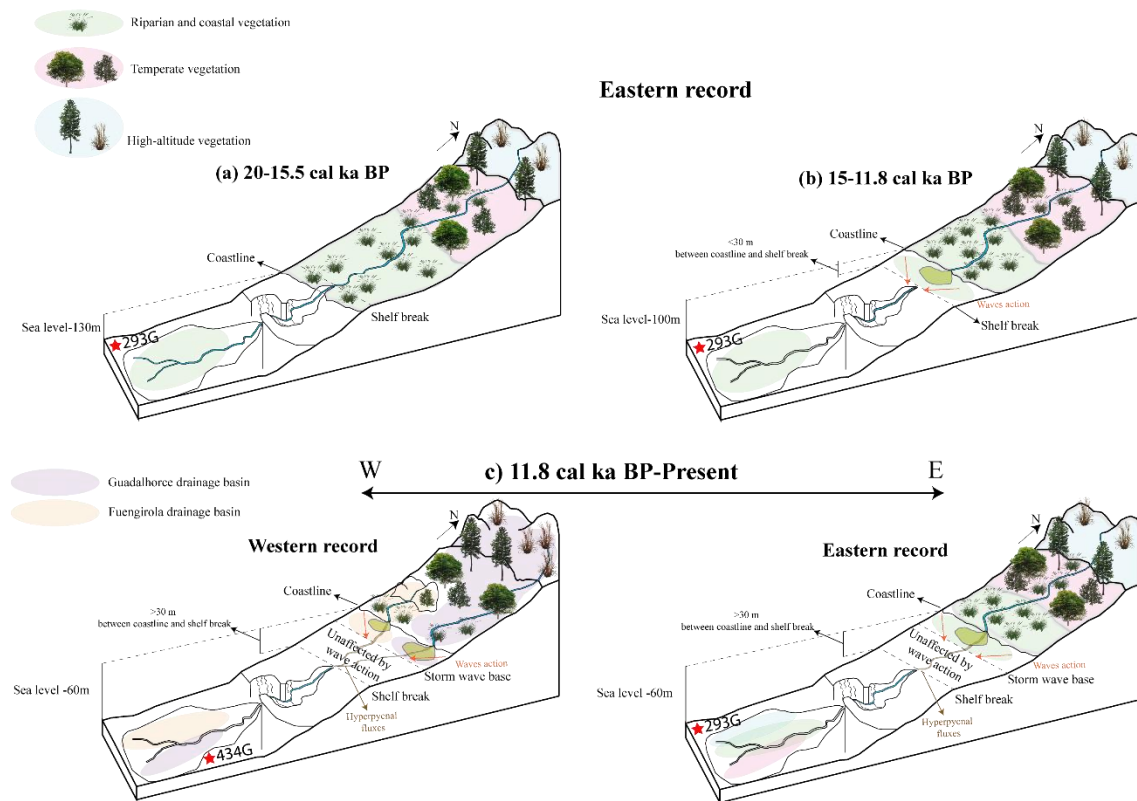 Riparian and coastal vegetation
Temperate vegetation
High-altitude vegetation
Eastern record
(a) 20-15.5 cal ka BP
N
Coastline
Shelf break
Sea level-130m
293G
(b) 15-11.8 cal ka BP
N
<30 m
between coastline and shelf break
Coastline
Waves action
Shelf break
Sea level-100m
293G
W
c) 11.8 cal ka BP-Present
E
Guadalhorce drainage basin
Fuengirola drainage basin
Western record
N
Coastline
>30 m
between coastline and shelf break
Unaffected by
wave action
Waves action
Storm wave base
Shelf break
Hyperpycnal
fluxes
Sea level -60m
434G
Eastern record
N
Coastline
>30 m
between coastline and shelf break
Unaffected by
wave action
Waves action
Storm wave base
Shelf break
Hyperpycnal
fluxes
Sea level -60m
293G